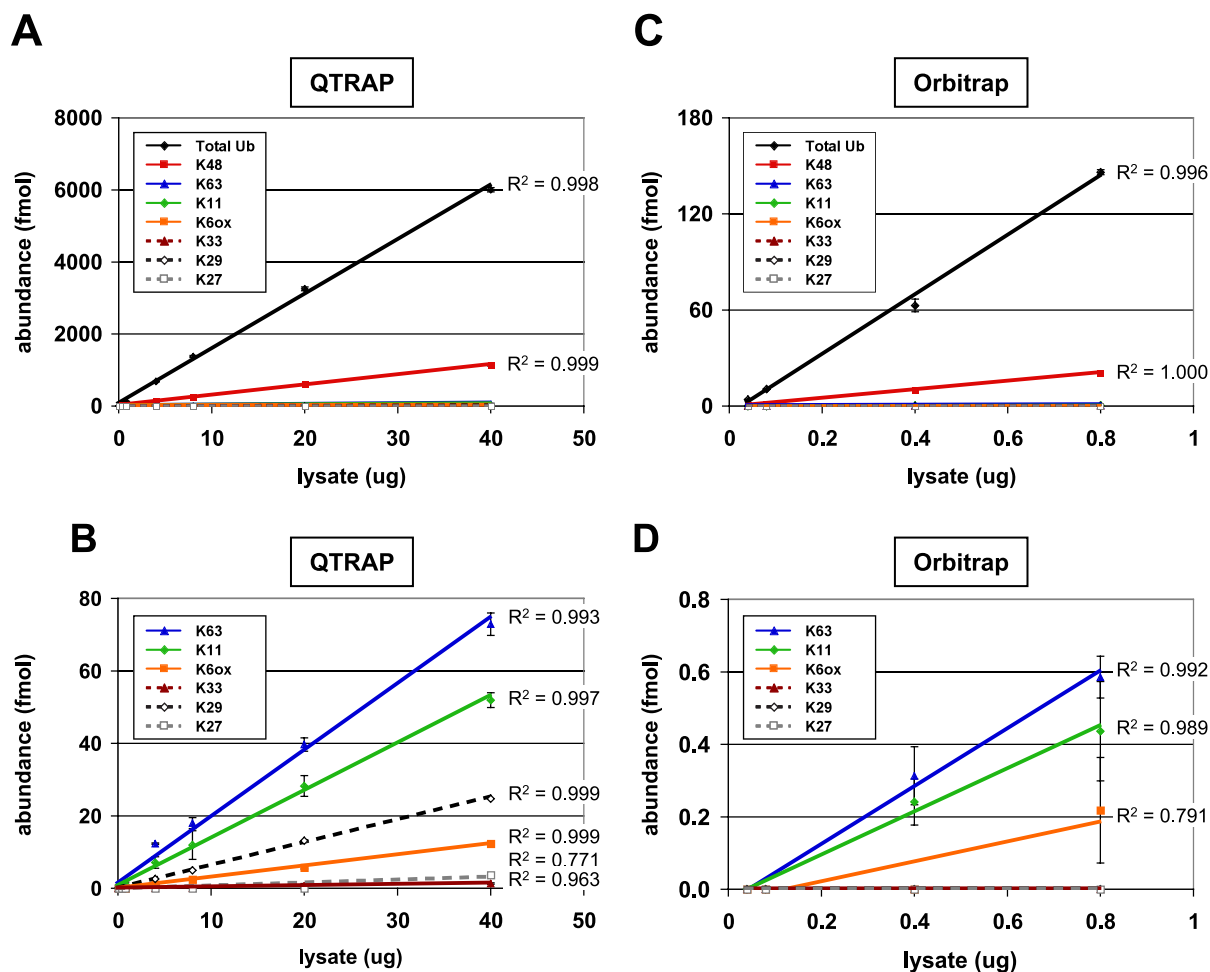 A
QTRAP
8000
6000
4000
2000
0
abundance (fmol)
Total Ub
K48
K63
K11
K6ox
K33
K29
K27
R² = 0.998
R² = 0.999
0 10 20 30 40 50
lysate (ug)
C
Orbitrap
180
120
60
0
abundance (fmol)
Total Ub
K48
K63
K11
K6ox
K33
K29
K27
R² = 0.996
R² = 1.000
0 0.2 0.4 0.6 0.8 1
lysate (ug)
B
QTRAP
80
60
40
20
0
abundance (fmol)
K63
K11
K6ox
K33
K29
K27
R² = 0.993
R² = 0.997
R² = 0.999
R² = 0.999
R² = 0.771
R² = 0.963
0 10 20 30 40 50
lysate (ug)
D
Orbitrap
0.8
0.6
0.4
0.2
0.0
abundance (fmol)
K63
K11
K6ox
K33
K29
K27
R² = 0.992
R² = 0.989
R² = 0.791
0 0.2 0.4 0.6 0.8 1
lysate (ug)